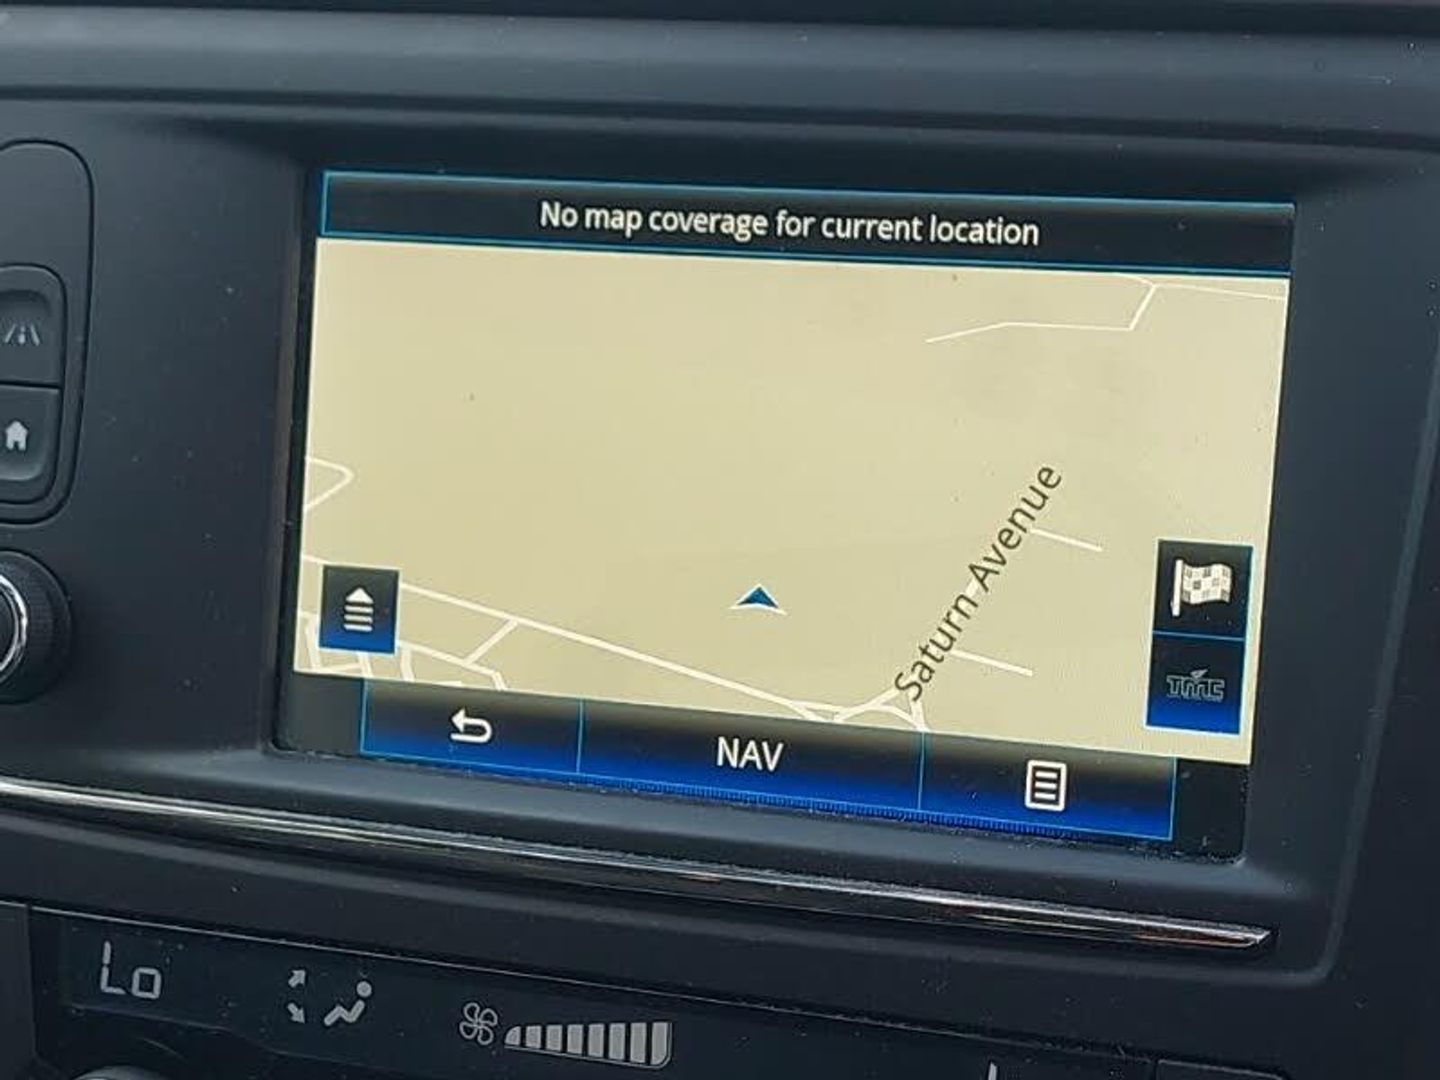 No map coverage for current location
Saturn Avenue
TMC
NAV
Lo